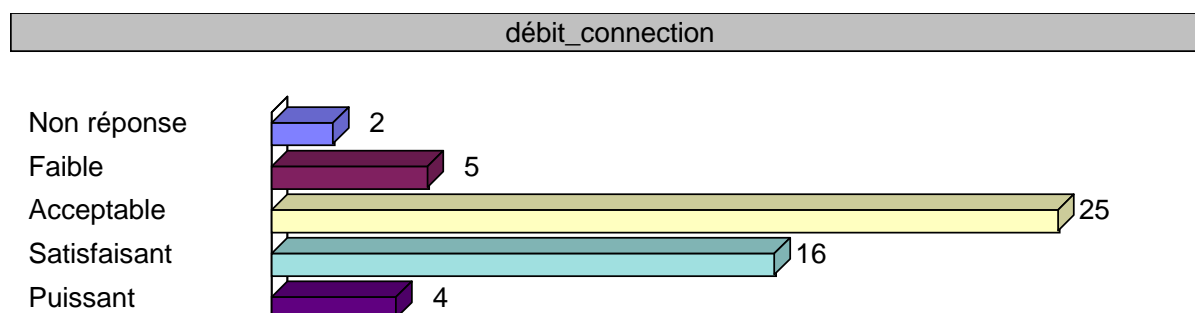 débit_connection
Non réponse 2
Faible 5
Acceptable 25
Satisfaisant 16
Puissant 4